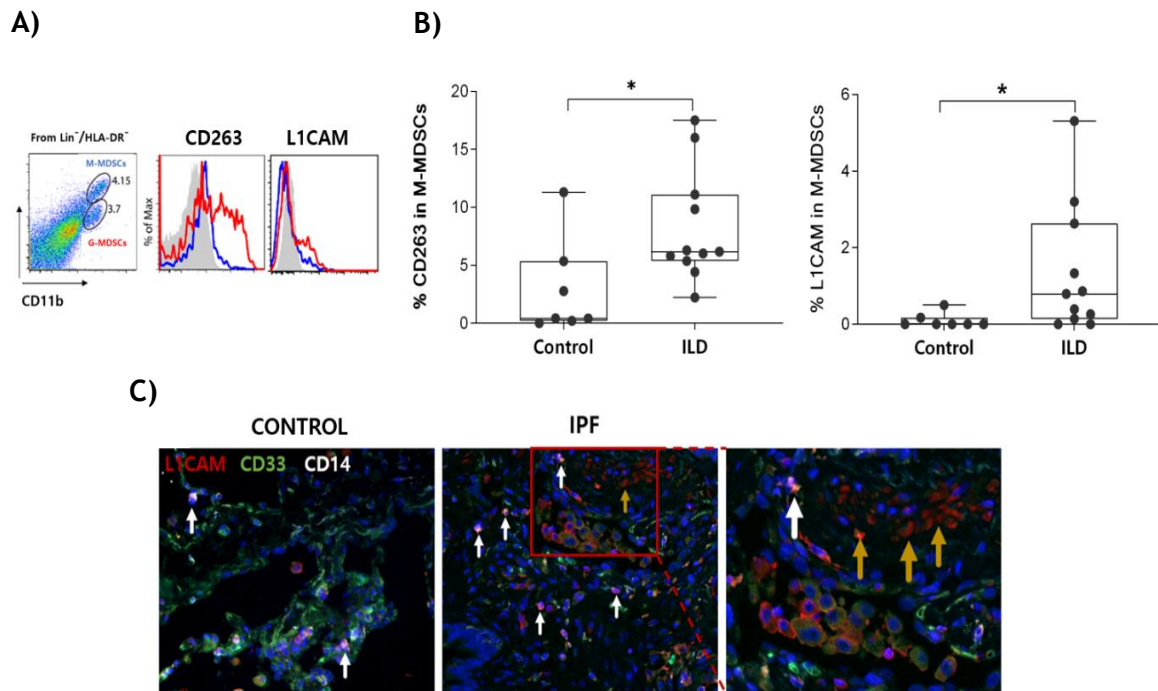 A)
From Lin⁻/HLA-DR⁻
M-MDSCs
4.15
3.7
G-MDSCs
CD11b
CD263
L1CAM
% of Max
B)
% CD263 in M-MDSCs
20
15
10
5
0
*
Control
ILD
% L1CAM in M-MDSCs
6
4
2
0
*
Control
ILD
C)
CONTROL
IPF
L1CAM CD33 CD14